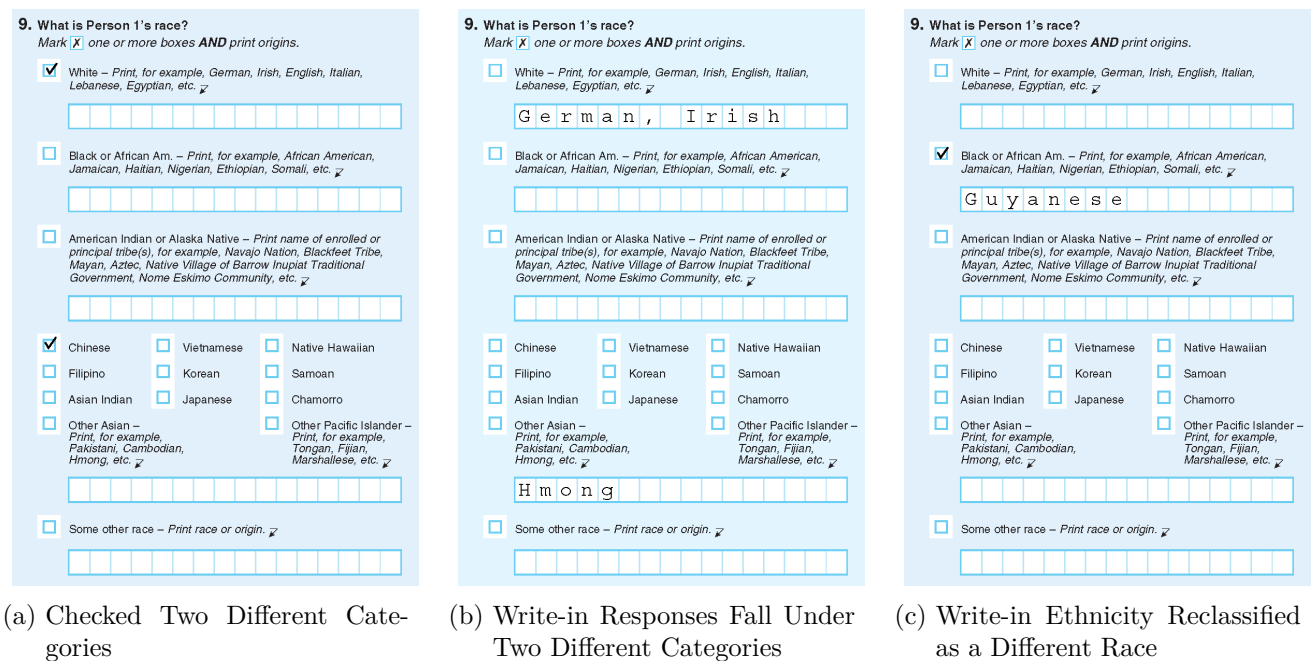 9. What is Person 1's race?
Mark ✗ one or more boxes AND print origins.
White – Print, for example, German, Irish, English, Italian,
Lebanese, Egyptian, etc.
Black or African Am. – Print, for example, African American,
Jamaican, Haitian, Nigerian, Ethiopian, Somali, etc.
American Indian or Alaska Native – Print name of enrolled or
principal tribe(s), for example, Navajo Nation, Blackfeet Tribe,
Mayan, Aztec, Native Village of Barrow Inupiat Traditional
Government, Nome Eskimo Community, etc.
Chinese Vietnamese Native Hawaiian
Filipino Korean Samoan
Asian Indian Japanese Chamorro
Other Asian – Other Pacific Islander –
Print, for example, Print, for example,
Pakistani, Cambodian, Tongan, Fijian,
Hmong, etc. Marshallese, etc.
Some other race – Print race or origin.
(a) Checked Two Different Cate-
gories
9. What is Person 1's race?
Mark ✗ one or more boxes AND print origins.
White – Print, for example, German, Irish, English, Italian,
Lebanese, Egyptian, etc.
German, Irish
Black or African Am. – Print, for example, African American,
Jamaican, Haitian, Nigerian, Ethiopian, Somali, etc.
American Indian or Alaska Native – Print name of enrolled or
principal tribe(s), for example, Navajo Nation, Blackfeet Tribe,
Mayan, Aztec, Native Village of Barrow Inupiat Traditional
Government, Nome Eskimo Community, etc.
Chinese Vietnamese Native Hawaiian
Filipino Korean Samoan
Asian Indian Japanese Chamorro
Other Asian – Other Pacific Islander –
Print, for example, Print, for example,
Pakistani, Cambodian, Tongan, Fijian,
Hmong, etc. Marshallese, etc.
Hmong
Some other race – Print race or origin.
(b) Write-in Responses Fall Under
Two Different Categories
9. What is Person 1's race?
Mark ✗ one or more boxes AND print origins.
White – Print, for example, German, Irish, English, Italian,
Lebanese, Egyptian, etc.
Black or African Am. – Print, for example, African American,
Jamaican, Haitian, Nigerian, Ethiopian, Somali, etc.
Guyanese
American Indian or Alaska Native – Print name of enrolled or
principal tribe(s), for example, Navajo Nation, Blackfeet Tribe,
Mayan, Aztec, Native Village of Barrow Inupiat Traditional
Government, Nome Eskimo Community, etc.
Chinese Vietnamese Native Hawaiian
Filipino Korean Samoan
Asian Indian Japanese Chamorro
Other Asian – Other Pacific Islander –
Print, for example, Print, for example,
Pakistani, Cambodian, Tongan, Fijian,
Hmong, etc. Marshallese, etc.
Some other race – Print race or origin.
(c) Write-in Ethnicity Reclassified
as a Different Race